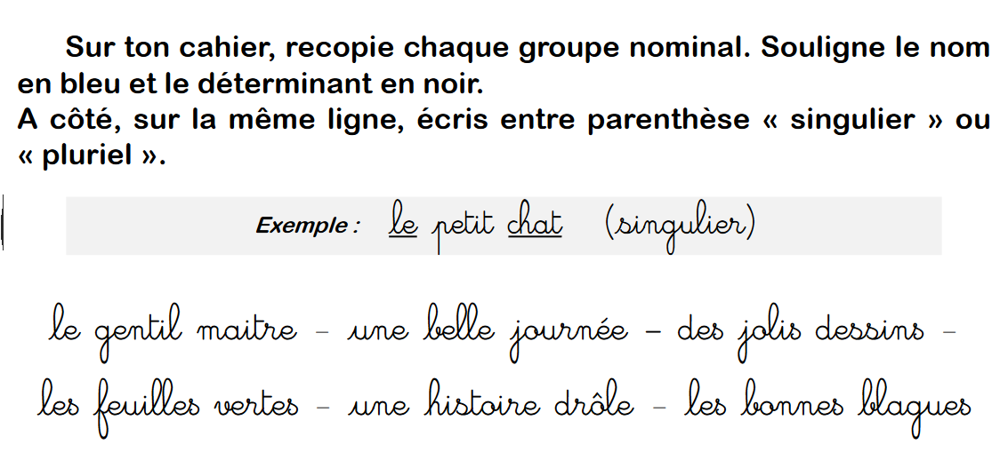 Sur ton cahier, recopie chaque groupe nominal. Souligne le nom
en bleu et le déterminant en noir.
A côté, sur la même ligne, écris entre parenthèse « singulier » ou
« pluriel ».
Exemple : le petit chat (singulier)
le gentil maitre – une belle journée – des jolis dessins –
les feuilles vertes – une histoire drôle – les bonnes blagues